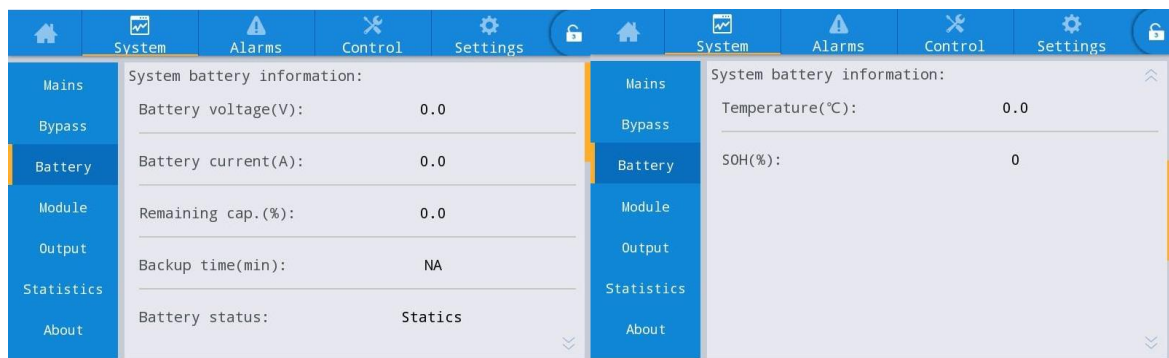 System Alarms Control Settings 3
Mains
Bypass
Battery
Module
Output
Statistics
About
System battery information:
Battery voltage(V): 0.0
Battery current(A): 0.0
Remaining cap.(%): 0.0
Backup time(min): NA
Battery status: Statics
System Alarms Control Settings 3
Mains
Bypass
Battery
Module
Output
Statistics
About
System battery information:
Temperature(℃): 0.0
SOH(%): 0